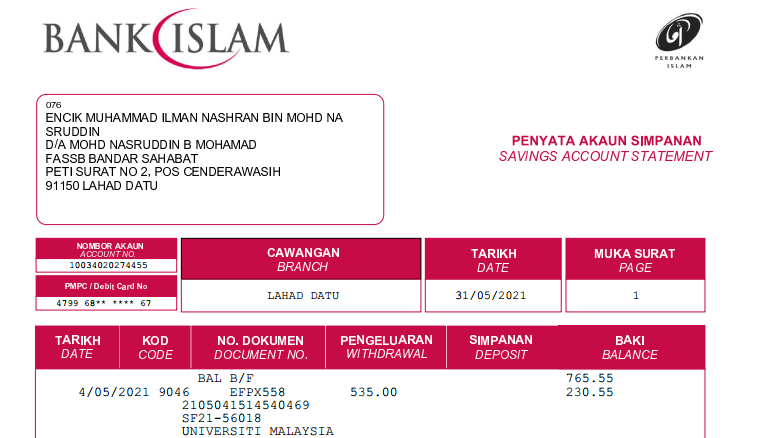 BANK ISLAM
PERBANKAN
ISLAM
076
ENCIK MUHAMMAD ILMAN NASHRAN BIN MOHD NA
SRUDDIN
D/A MOHD NASRUDDIN B MOHAMAD
FASSB BANDAR SAHABAT
PETI SURAT NO 2, POS CENDERAWASIH
91150 LAHAD DATU
PENYATA AKAUN SIMPANAN
SAVINGS ACCOUNT STATEMENT
NOMBOR AKAUN
ACCOUNT NO.
10034020274455
PMPC / Debit Card No
4799 68** **** 67
CAWANGAN
BRANCH
LAHAD DATU
TARIKH
DATE
31/05/2021
MUKA SURAT
PAGE
1
TARIKH KOD NO. DOKUMEN PENGELUARAN SIMPANAN BAKI
DATE CODE DOCUMENT NO. WITHDRAWAL DEPOSIT BALANCE
BAL B/F 765.55
4/05/2021 9046 EFPX558 535.00 230.55
2105041514540469
SF21-56018
UNIVERSITI MALAYSIA